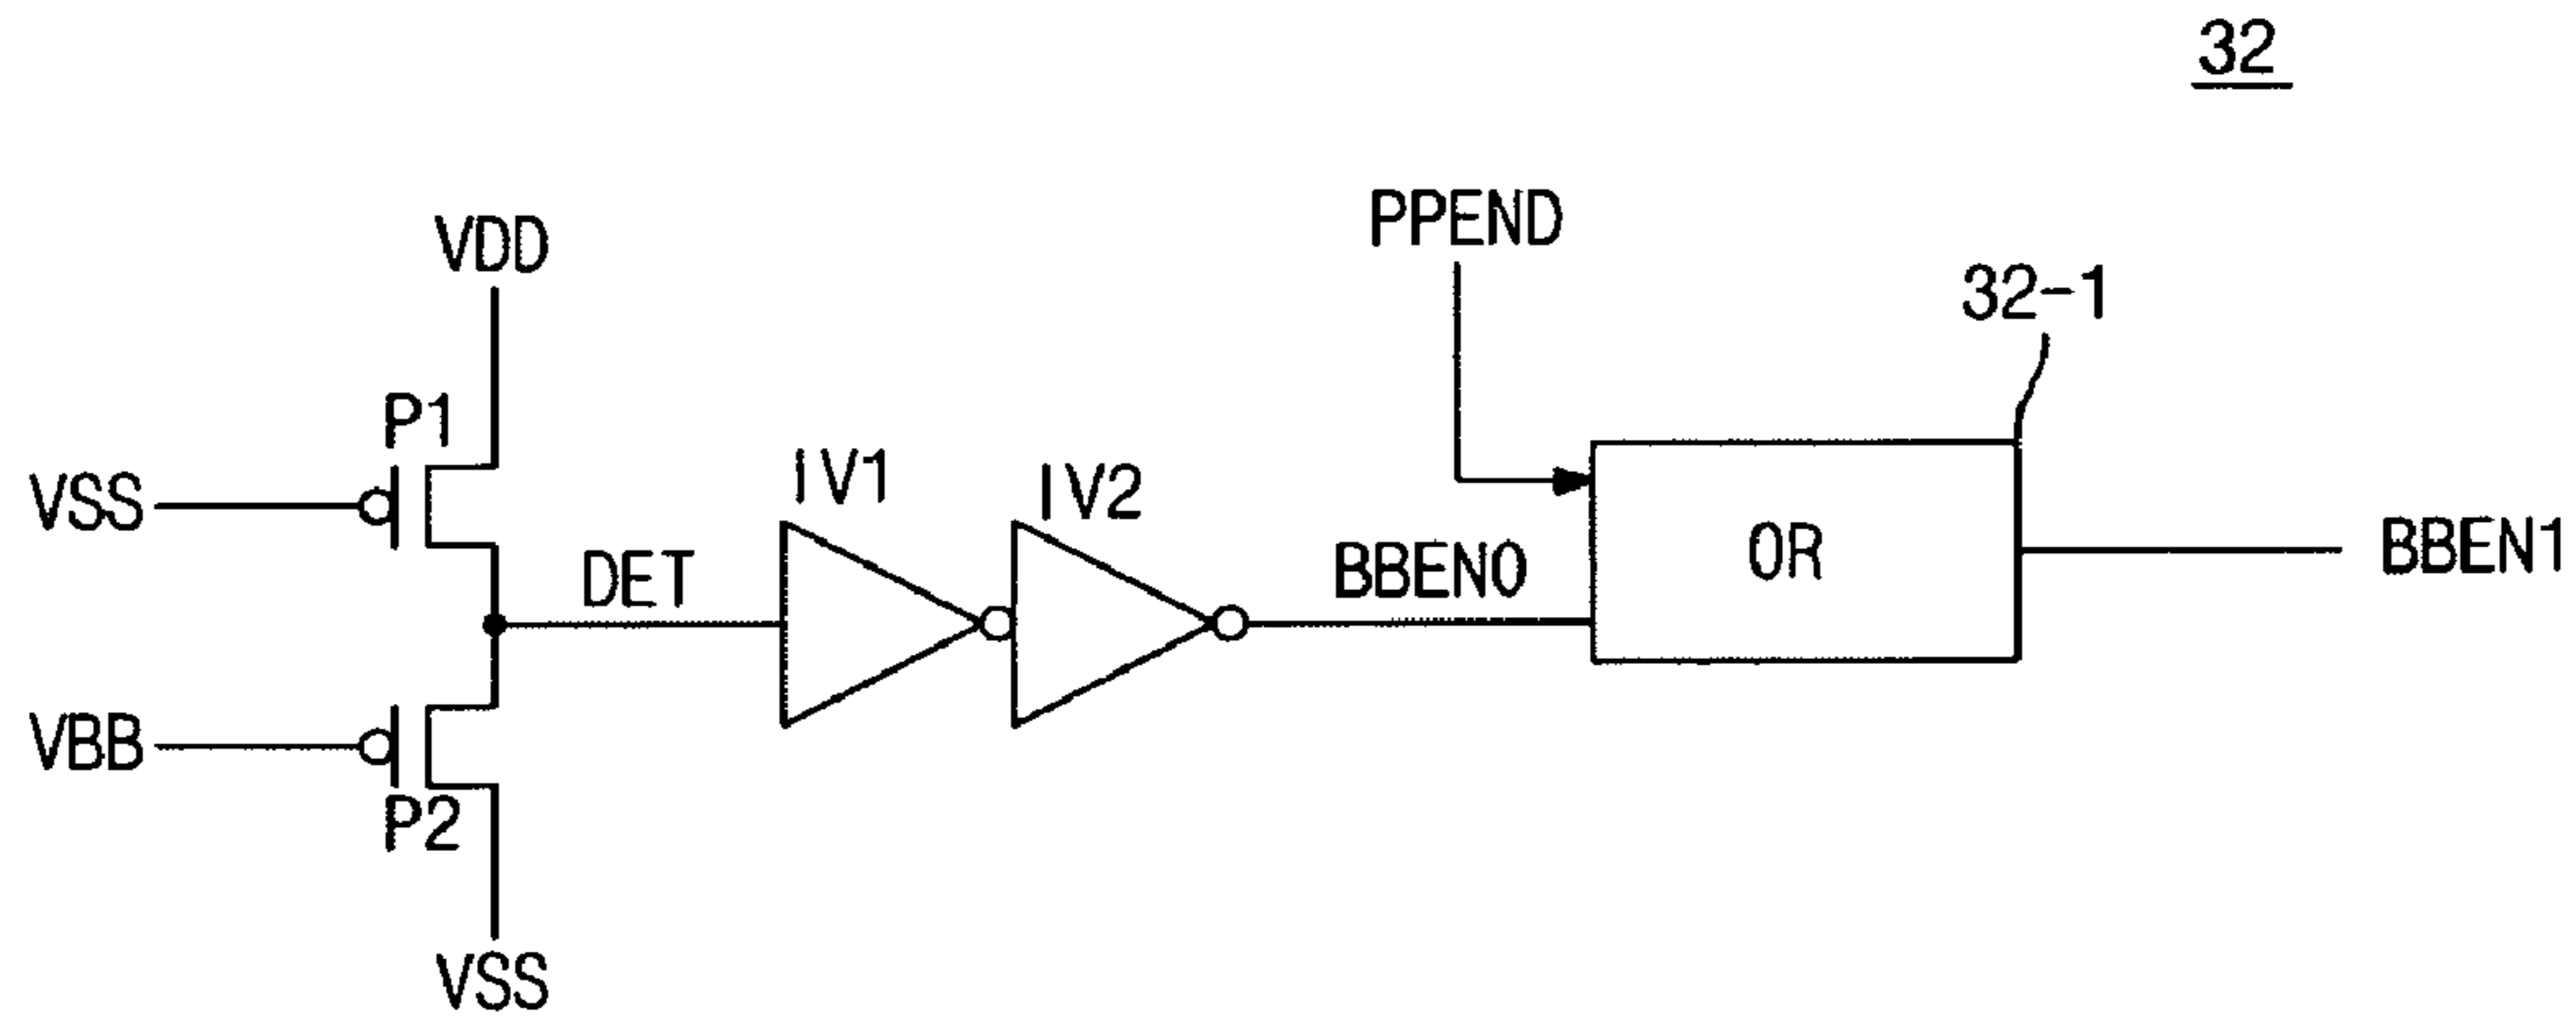 32
PPEND
VDD
32-1
P1
IV1
IV2
VSS
DET
BBEN0
OR
BBEN1
VBB
P2
VSS